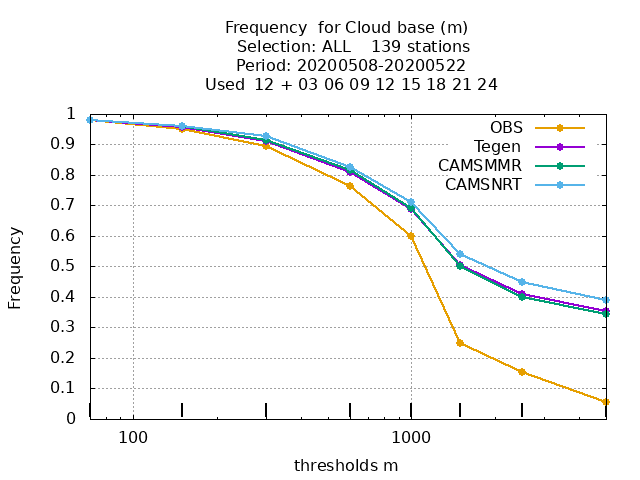 Frequency  for Cloud base (m)
Selection: ALL    139 stations
Period: 20200508-20200522
Used  12 + 03 06 09 12 15 18 21 24
OBS
Tegen
CAMSMMR
CAMSNRT
1
0.9
0.8
0.7
0.6
0.5
0.4
0.3
0.2
0.1
0
Frequency
100
1000
thresholds m